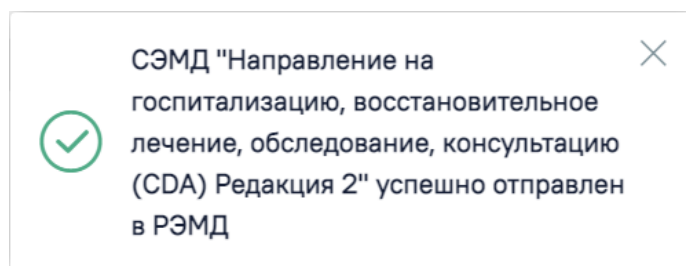 СЭМД "Направление на
госпитализацию, восстановительное
лечение, обследование, консультацию
(CDA) Редакция 2" успешно отправлен
в РЭМД